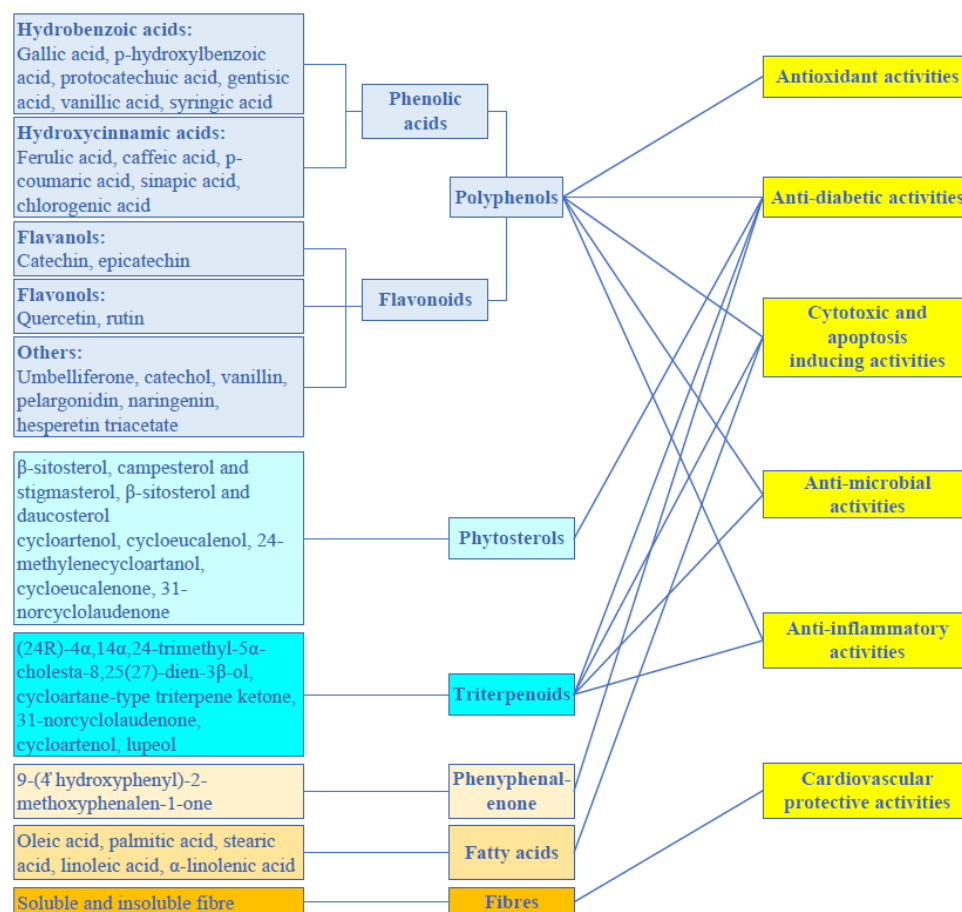 Hydrobenzoic acids:
Gallic acid, p-hydroxylbenzoic
acid, protocatechuic acid, gentisic
acid, vanillic acid, syringic acid
Hydroxycinnamic acids:
Ferulic acid, caffeic acid, p-
coumaric acid, sinapic acid,
chlorogenic acid
Flavanols:
Catechin, epicatechin
Flavonols:
Quercetin, rutin
Others:
Umbelliferone, catechol, vanillin,
pelargonidin, naringenin,
hesperetin triacetate
β-sitosterol, campesterol and
stigmasterol, β-sitosterol and
daucosterol
cycloartenol, cycloeucalenol, 24-
methylenecycloartanol,
cycloeucalenone, 31-
norcyclolaudenone
(24R)-4α,14α,24-trimethyl-5α-
cholesta-8,25(27)-dien-3β-ol,
cycloartane-type triterpene ketone,
31-norcyclolaudenone,
cycloartenol, lupeol
9-(4' hydroxyphenyl)-2-
methoxyphenalen-1-one
Oleic acid, palmitic acid, stearic
acid, linoleic acid, α-linolenic acid
Soluble and insoluble fibre
Phenolic
acids
Polyphenols
Flavonoids
Phytosterols
Triterpenoids
Phenyphenal-
enone
Fatty acids
Fibres
Antioxidant activities
Anti-diabetic activities
Cytotoxic and
apoptosis
inducing activities
Anti-microbial
activities
Anti-inflammatory
activities
Cardiovascular
protective activities